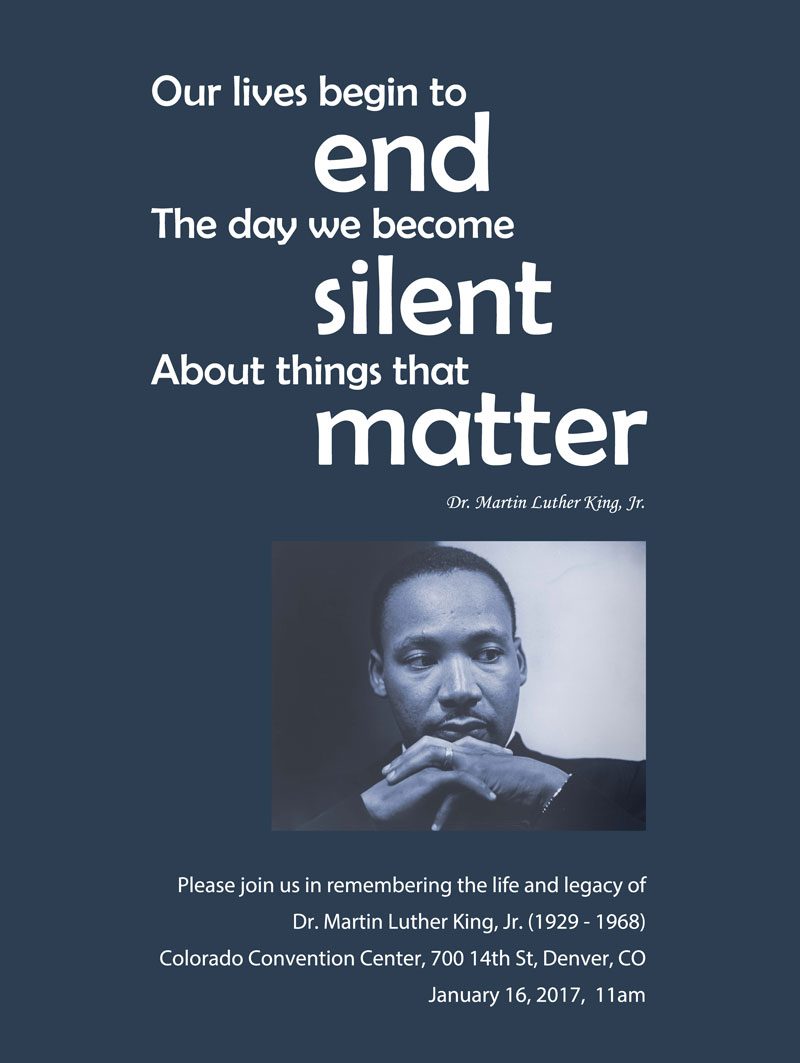 Our lives begin to
end
The day we become
silent
About things that
matter
Dr. Martin Luther King, Jr.
Please join us in remembering the life and legacy of
Dr. Martin Luther King, Jr. (1929 - 1968)
Colorado Convention Center, 700 14th St, Denver, CO
January 16, 2017,  11am